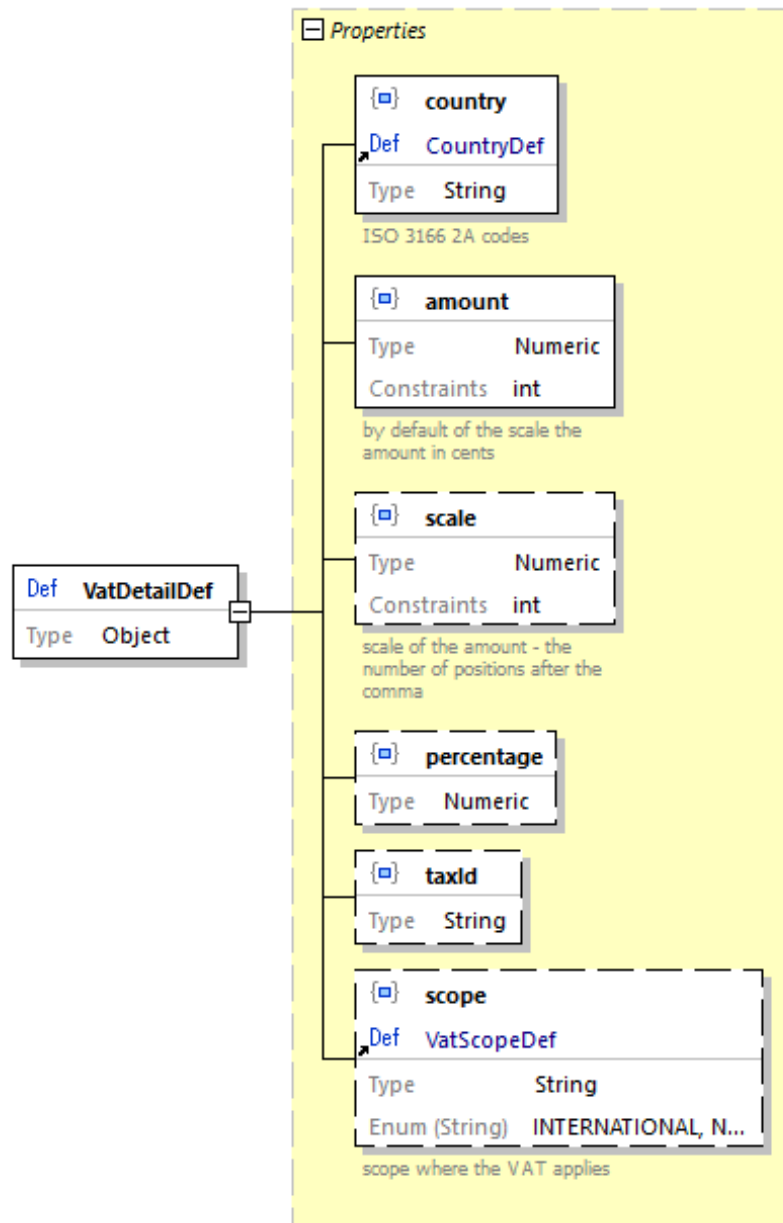 Properties
country
Def CountryDef
Type String
ISO 3166 2A codes
amount
Type Numeric
Constraints int
by default of the scale the
amount in cents
scale
Type Numeric
Constraints int
scale of the amount - the
number of positions after the
comma
Def VatDetailDef
Type Object
percentage
Type Numeric
taxId
Type String
scope
Def VatScopeDef
Type String
Enum (String) INTERNATIONAL, N...
scope where the VAT applies